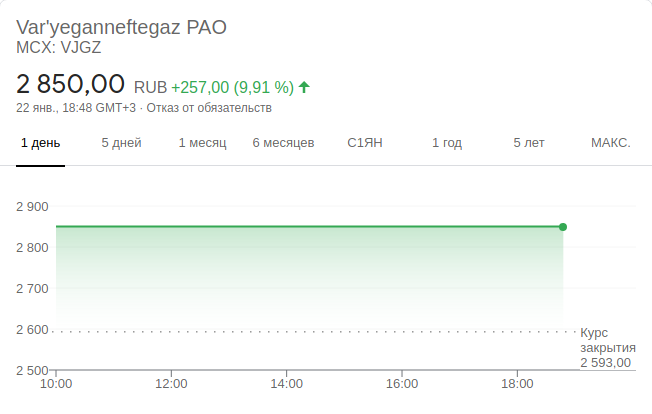 Var'yeganneftegaz PAO
MCX: VJGZ
2 850,00 RUB +257,00 (9,91 %)
22 янв., 18:48 GMT+3 · Отказ от обязательств
1 день 5 дней 1 месяц 6 месяцев С1ЯН 1 год 5 лет МАКС.
2 900
2 800
2 700
2 600
Курс
закрытия
2 593,00
2 500
10:00 12:00 14:00 16:00 18:00